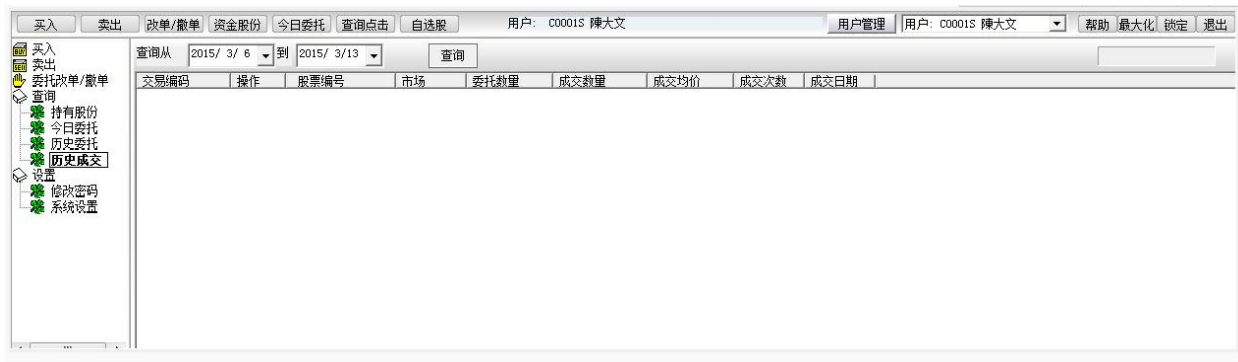 买入 卖出 改单/撤单 资金股份 今日委托 查询点击 自选股 用户: C0001S 陳大文 用户管理 用户: C0001S 陳大文 帮助 最大化 锁定 退出
买入
卖出
委托改单/撤单
查询
持有股份
今日委托
历史委托
历史成交
设置
修改密码
系统设置
查询从 2015/ 3/ 6 到 2015/ 3/13 查询
交易编码 操作 股票编号 市场 委托数量 成交数量 成交均价 成交次数 成交日期